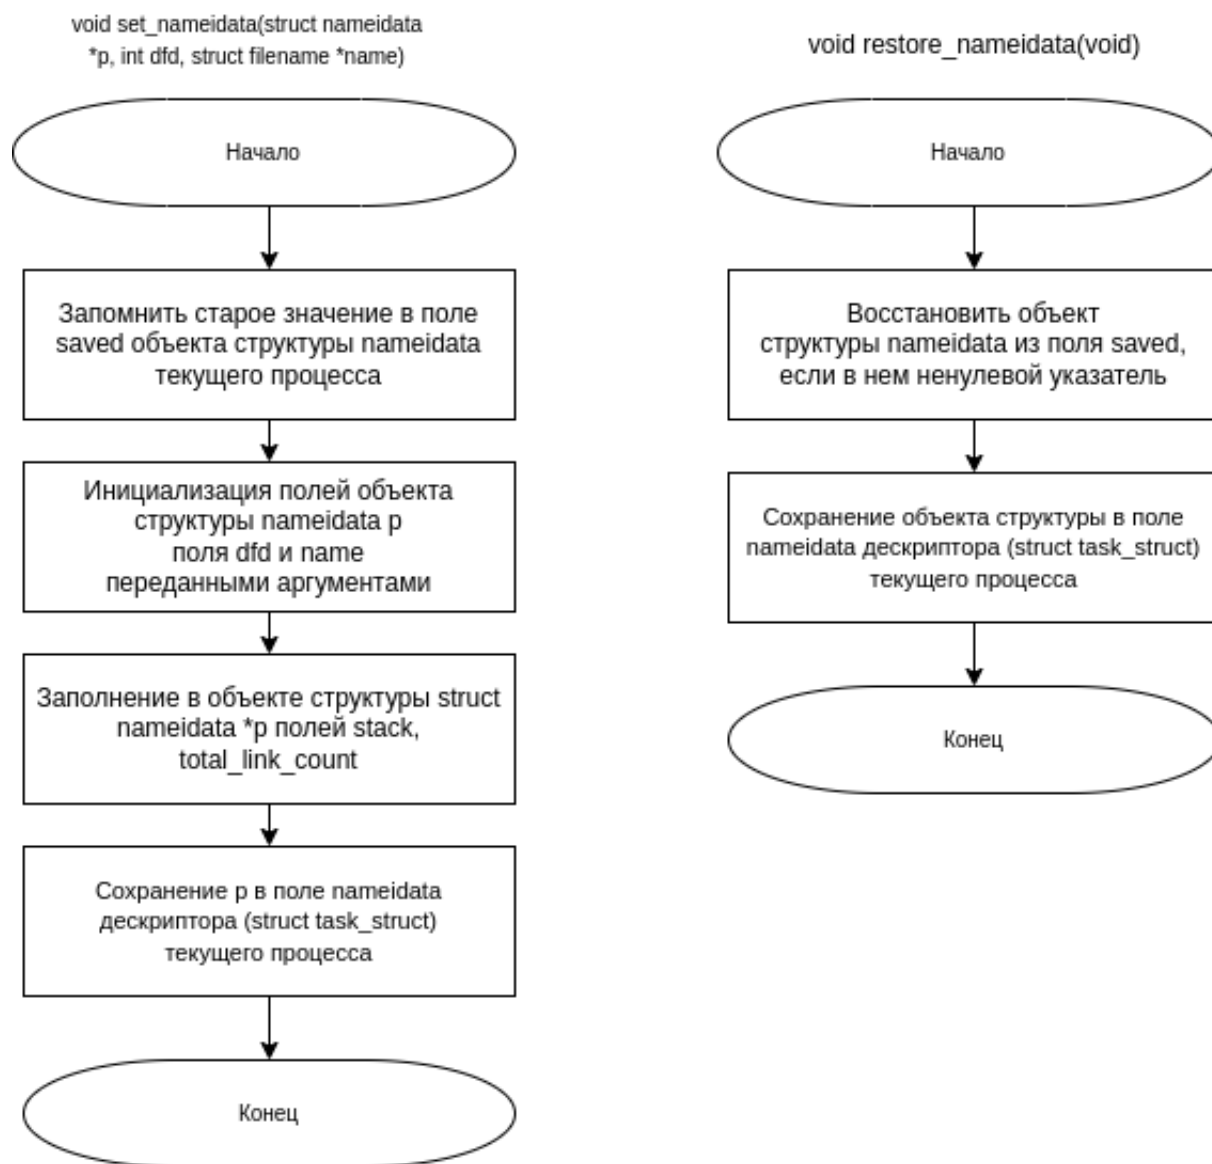 void set_nameidata(struct nameidata
*p, int dfd, struct filename *name)
Начало
Запомнить старое значение в поле
saved объекта структуры nameidata
текущего процесса
Инициализация полей объекта
структуры nameidata p
поля dfd и name
переданными аргументами
Заполнение в объекте структуры struct
nameidata *p полей stack,
total_link_count
Сохранение p в поле nameidata
дескриптора (struct task_struct)
текущего процесса
Конец
void restore_nameidata(void)
Начало
Восстановить объект
структуры nameidata из поля saved,
если в нем ненулевой указатель
Сохранение объекта структуры в поле
nameidata дескриптора (struct task_struct)
текущего процесса
Конец